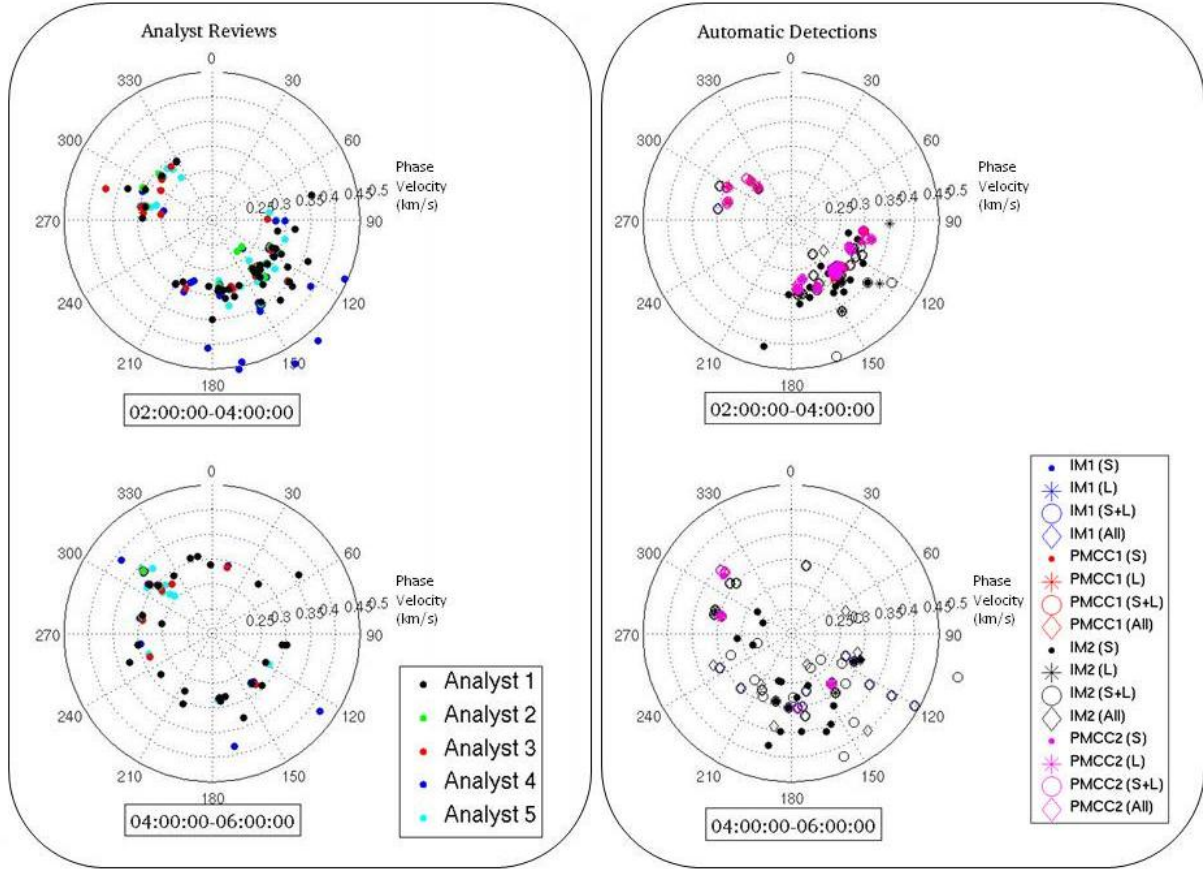 Analyst Reviews
0
330
30
300
60
Phase
Velocity
(km/s)
0.25 0.3 0.35 0.4 0.45 0.5
270
90
240
120
210
150
180
02:00:00-04:00:00
0
330
30
300
60
Phase
Velocity
(km/s)
0.25 0.3 0.35 0.4 0.45 0.5
270
90
240
120
210
150
180
04:00:00-06:00:00
Analyst 1
Analyst 2
Analyst 3
Analyst 4
Analyst 5
Automatic Detections
0
330
30
300
60
Phase
Velocity
(km/s)
0.25 0.3 0.35 0.4 0.45 0.5
270
90
240
120
210
150
180
02:00:00-04:00:00
0
330
30
300
60
Phase
Velocity
(km/s)
0.25 0.3 0.35 0.4 0.45 0.5
270
90
240
120
210
150
180
04:00:00-06:00:00
IM1 (S)
IM1 (L)
IM1 (S+L)
IM1 (All)
PMCC1 (S)
PMCC1 (L)
PMCC1 (S+L)
PMCC1 (All)
IM2 (S)
IM2 (L)
IM2 (S+L)
IM2 (All)
PMCC2 (S)
PMCC2 (L)
PMCC2 (S+L)
PMCC2 (All)